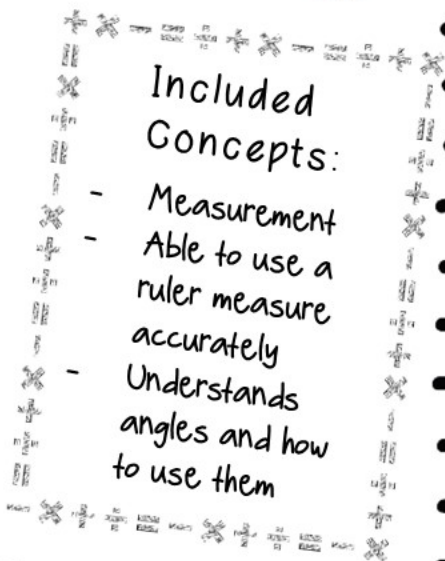 Included
Concepts:
- Measurement
- Able to use a
ruler measure
accurately
- Understands
angles and how
to use them